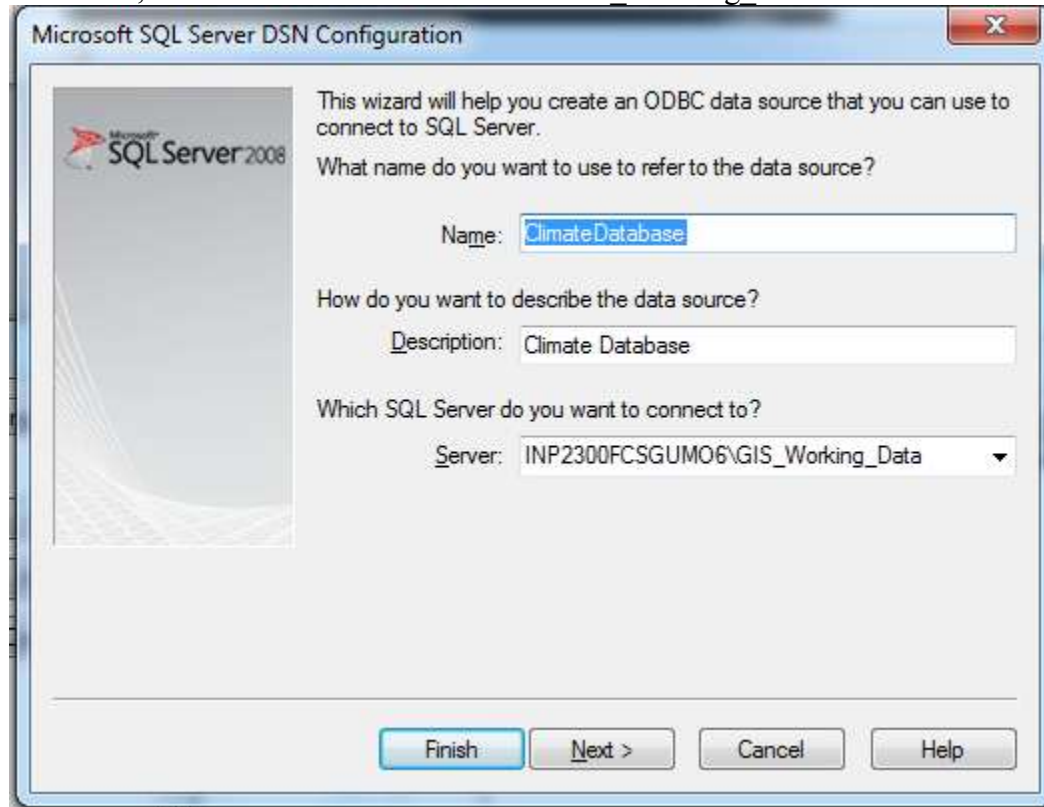 Microsoft SQL Server DSN Configuration
Microsoft
SQL Server 2008
This wizard will help you create an ODBC data source that you can use to
connect to SQL Server.
What name do you want to use to refer to the data source?
Name: ClimateDatabase
How do you want to describe the data source?
Description: Climate Database
Which SQL Server do you want to connect to?
Server: INP2300FCSGUMO6\GIS_Working_Data
Finish Next > Cancel Help